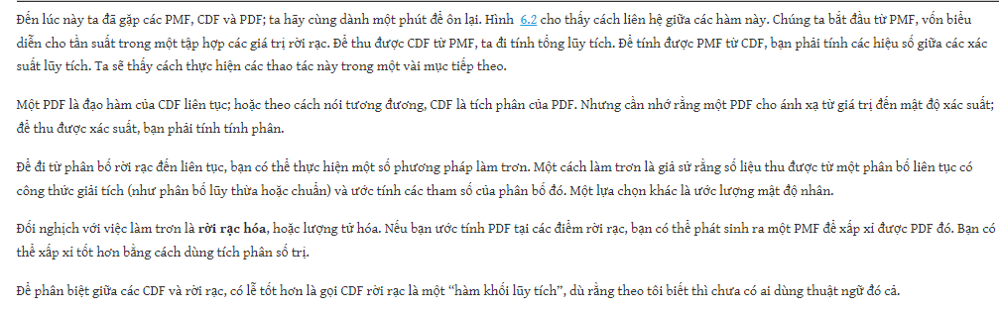 Đến lúc này ta đã gặp các PMF, CDF và PDF; ta hãy cùng dành một phút để ôn lại. Hình 6.2 cho thấy cách liên hệ giữa các hàm này. Chúng ta bắt đầu từ PMF, vốn biểu
diễn cho tần suất trong một tập hợp các giá trị rời rạc. Để thu được CDF từ PMF, ta đi tính tổng lũy tích. Để tính được PMF từ CDF, bạn phải tính các hiệu số giữa các xác
suất lũy tích. Ta sẽ thấy cách thực hiện các thao tác này trong một vài mục tiếp theo.
Một PDF là đạo hàm của CDF liên tục; hoặc theo cách nói tương đương, CDF là tích phân của PDF. Nhưng cần nhớ rằng một PDF cho ánh xạ từ giá trị đến mật độ xác suất;
để thu được xác suất, bạn phải tính tính phân.
Để đi từ phân bố rời rạc đến liên tục, bạn có thể thực hiện một số phương pháp làm trơn. Một cách làm trơn là giả sử rằng số liệu thu được từ một phân bố liên tục có
công thức giải tích (như phân bố lũy thừa hoặc chuẩn) và ước tính các tham số của phân bố đó. Một lựa chọn khác là ước lượng mật độ nhân.
Đối nghịch với việc làm trơn là rời rạc hóa, hoặc lượng tử hóa. Nếu bạn ước tính PDF tại các điểm rời rạc, bạn có thể phát sinh ra một PMF để xấp xỉ được PDF đó. Bạn có
thể xấp xỉ tốt hơn bằng cách dùng tích phân số trị.
Để phân biệt giữa các CDF và rời rạc, có lẽ tốt hơn là gọi CDF rời rạc là một “hàm khối lũy tích”, dù rằng theo tôi biết thì chưa có ai dùng thuật ngữ đó cả.